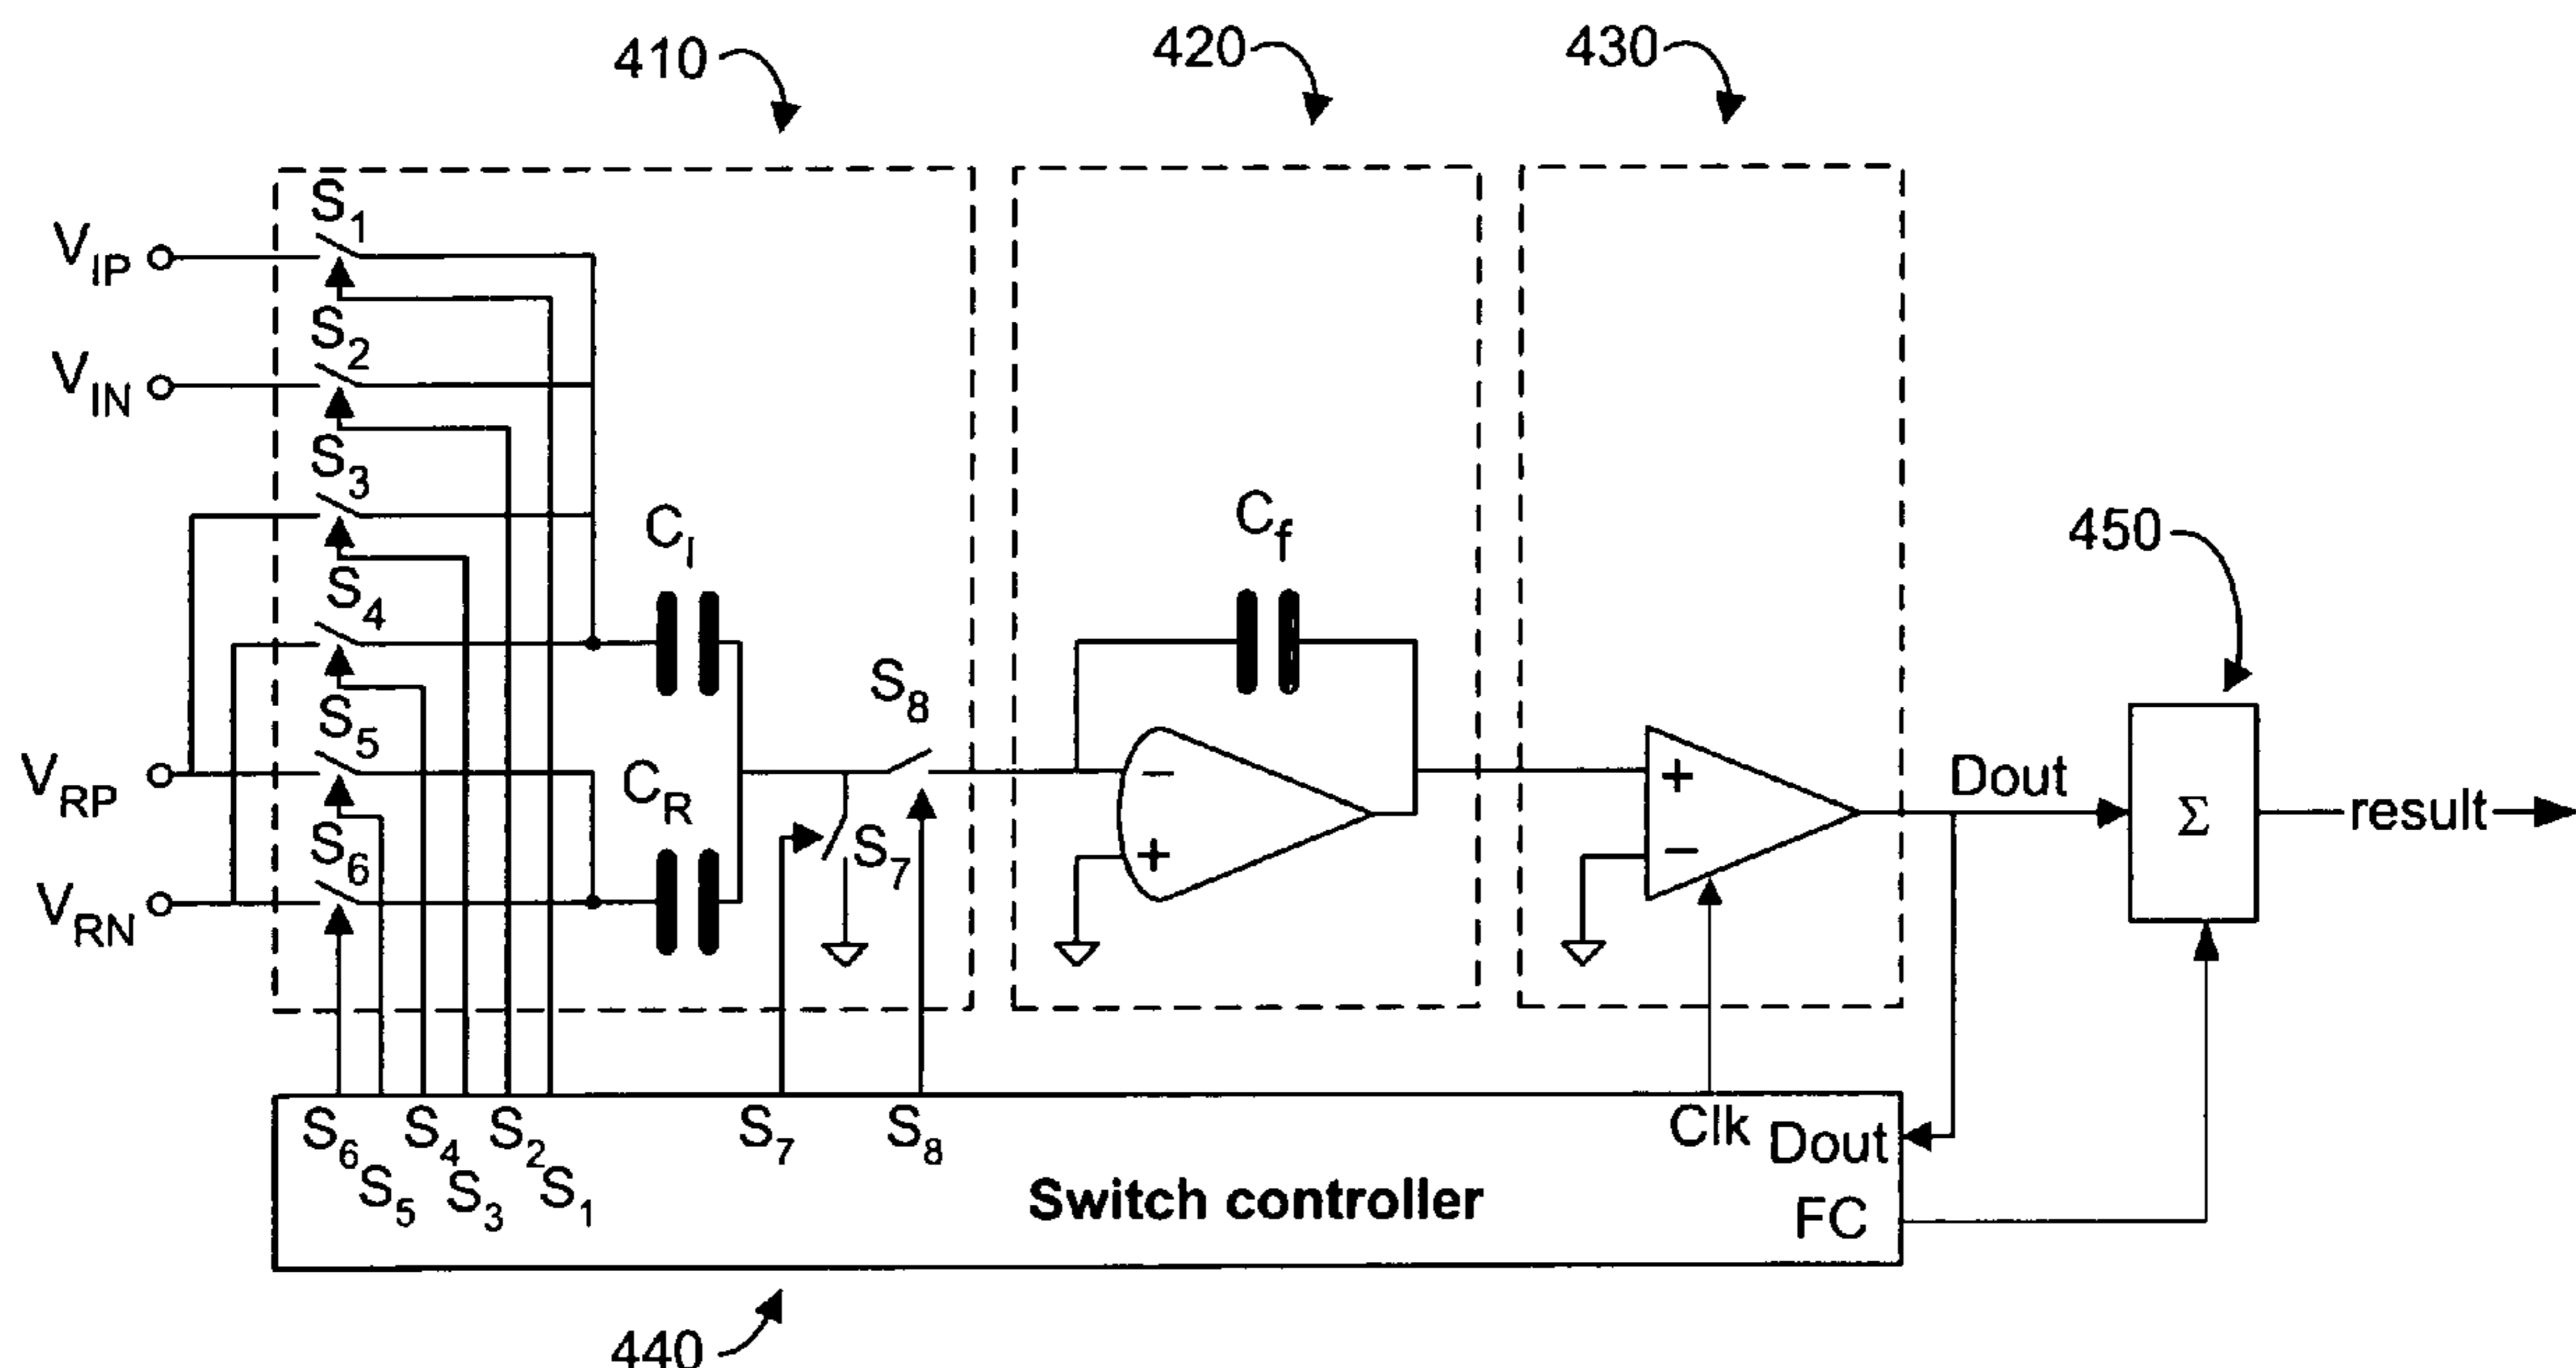 410
420
430
S1
VIP
S2
VIN
S3
CI
Cf
450
S4
S8
S5
VRP
CR
Dout
Σ
result
S6
S7
VRN
− +
+ −
S6 S4 S2 S7 S8 Clk Dout
S5 S3 S1
Switch controller
FC
440